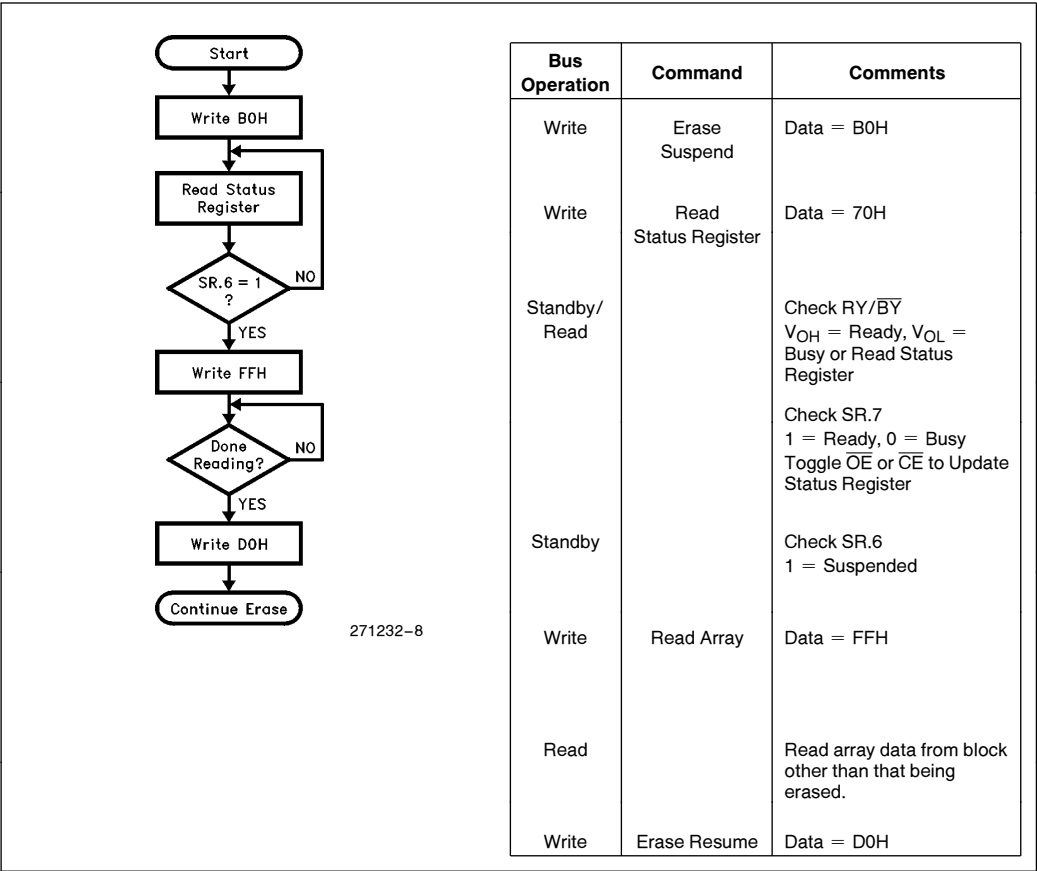 Start
Write B0H
Read Status
Register
SR.6 = 1
?
NO
YES
Write FFH
Done
Reading?
NO
YES
Write D0H
Continue Erase
271232–8
Bus
Operation
Command
Comments
Write
Erase
Suspend
Data = B0H
Write
Read
Status Register
Data = 70H
Standby/
Read
Check RY/B̅Y̅
VOH = Ready, VOL =
Busy or Read Status
Register
Check SR.7
1 = Ready, 0 = Busy
Toggle O̅E̅ or C̅E̅ to Update
Status Register
Standby
Check SR.6
1 = Suspended
Write
Read Array
Data = FFH
Read
Read array data from block
other than that being
erased.
Write
Erase Resume
Data = D0H